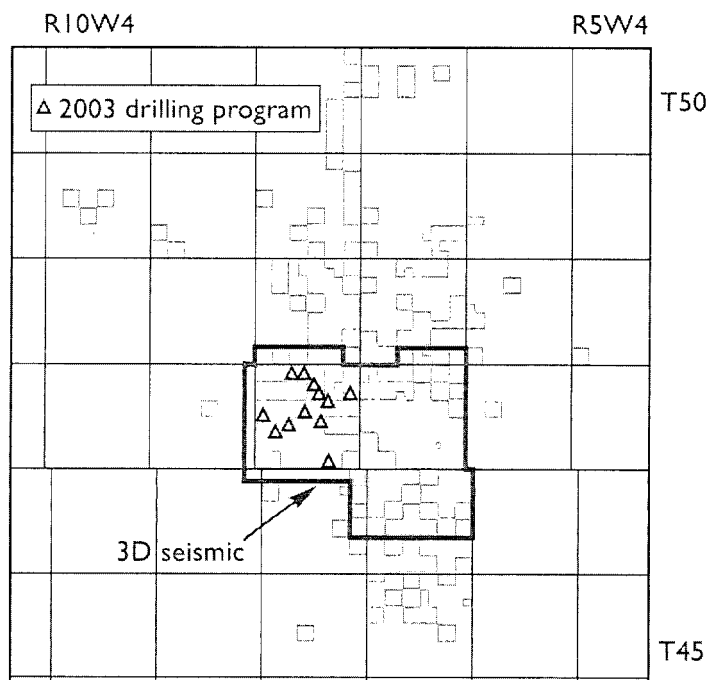 R10W4 R5W4
T50
△ 2003 drilling program
3D seismic
T45